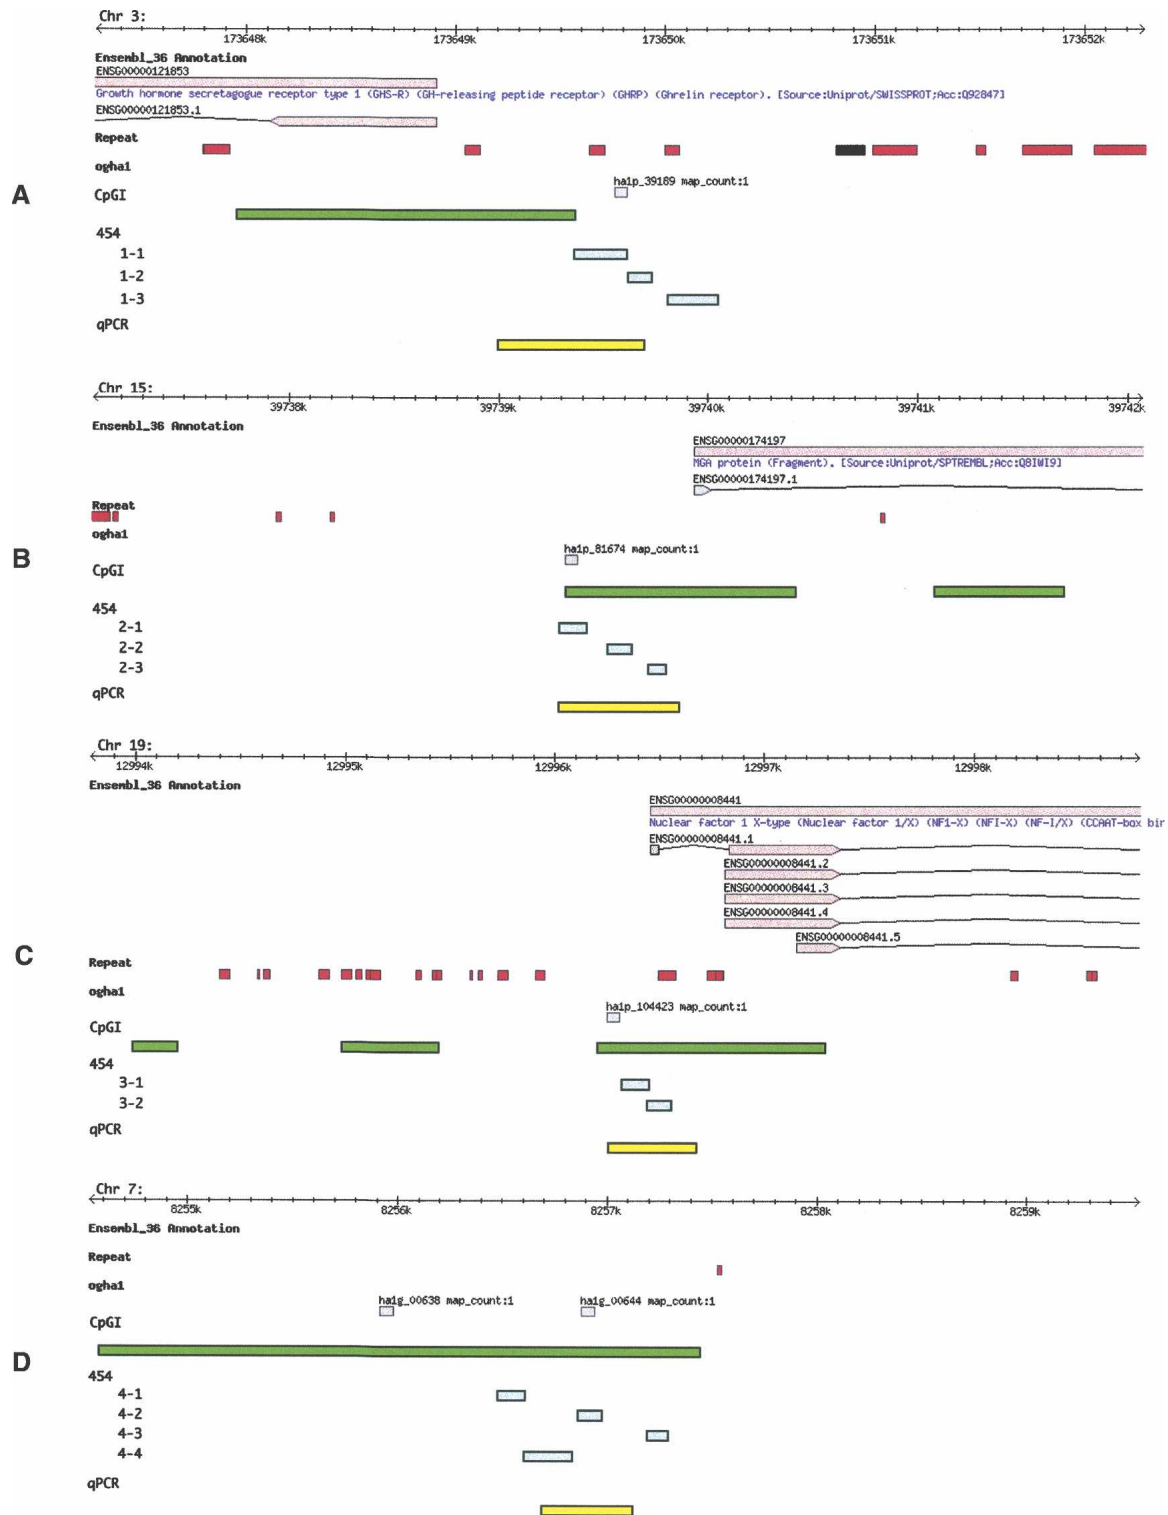 Chr 3:
173648k 173649k 173650k 173651k 173652k
Ensembl_36 Annotation
ENSG00000121853
Growth hormone secretagogue receptor type 1 (GHS-R) (GH-releasing peptide receptor) (GHRP) (Ghrelin receptor). [Source:Uniprot/SWISSPROT;Acc:Q92847]
ENSG00000121853.1
Repeat
ogha1
ha1p_39189 map_count:1
A
CpGI
454
1-1
1-2
1-3
qPCR
Chr 15:
39738k 39739k 39740k 39741k 39742k
Ensembl_36 Annotation
ENSG00000174197
MGA protein (Fragment). [Source:Uniprot/SPTREMBL;Acc:Q8IWI9]
ENSG00000174197.1
Repeat
ogha1
ha1p_81674 map_count:1
B
CpGI
454
2-1
2-2
2-3
qPCR
Chr 19:
12994k 12995k 12996k 12997k 12998k
Ensembl_36 Annotation
ENSG00000008441
Nuclear factor 1 X-type (Nuclear factor 1/X) (NF1-X) (NFI-X) (NF-I/X) (CCAAT-box bin
ENSG00000008441.1
ENSG00000008441.2
ENSG00000008441.3
ENSG00000008441.4
ENSG00000008441.5
C
Repeat
ogha1
ha1p_104423 map_count:1
CpGI
454
3-1
3-2
qPCR
Chr 7:
8255k 8256k 8257k 8258k 8259k
Ensembl_36 Annotation
Repeat
ogha1
ha1g_00638 map_count:1 ha1g_00644 map_count:1
CpGI
D
454
4-1
4-2
4-3
4-4
qPCR